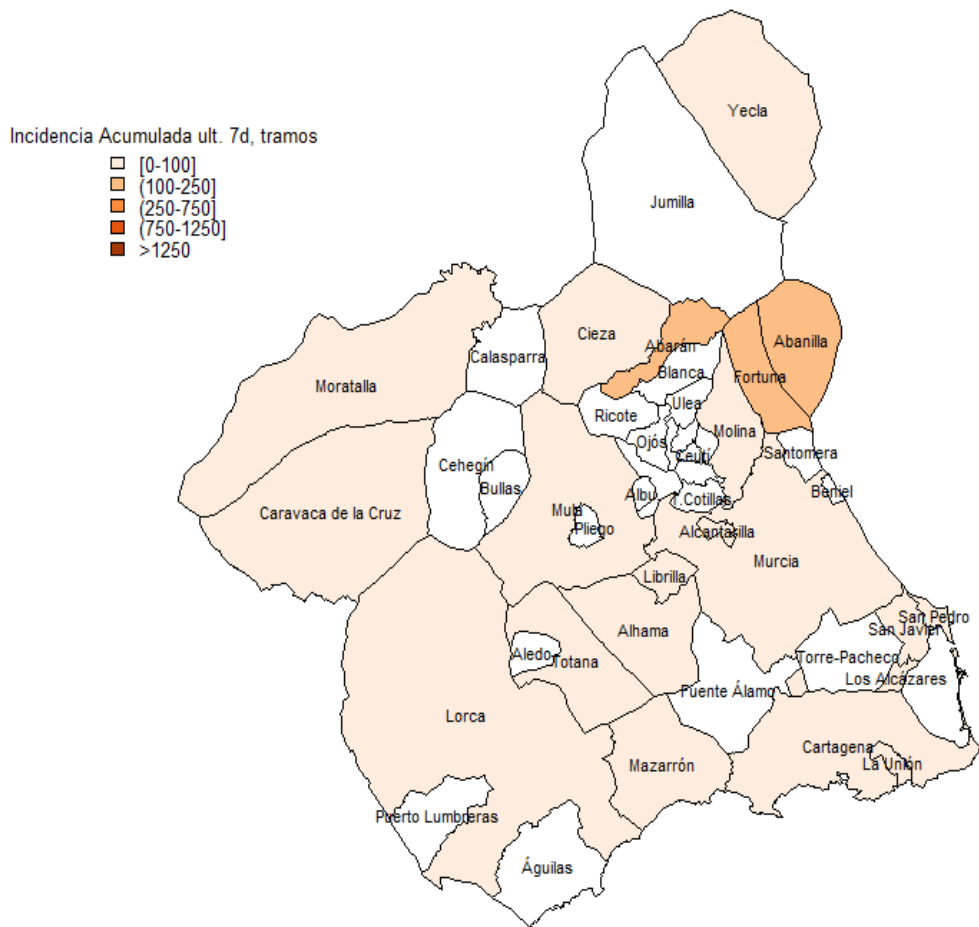 Incidencia Acumulada ult. 7d, tramos
[0-100]
(100-250]
(250-750]
(750-1250]
>1250
Yecla
Jumilla
Cieza
Abarán
Abanilla
Calasparra
Blanca
Fortuna
Moratalla
Ulea
Ricote
Molina
Ojós
Ceutí
Santomera
Cehegín
Bullas
Albu
T.Cotillas
Beniel
Caravaca de la Cruz
Mula
Pliego
Alcantarilla
Murcia
Librilla
San Pedro
Alhama
San Javier
Aledo
Totana
Torre-Pacheco
Los Alcázares
Fuente Álamo
Lorca
Cartagena
Mazarrón
La Unión
Puerto Lumbreras
Águilas